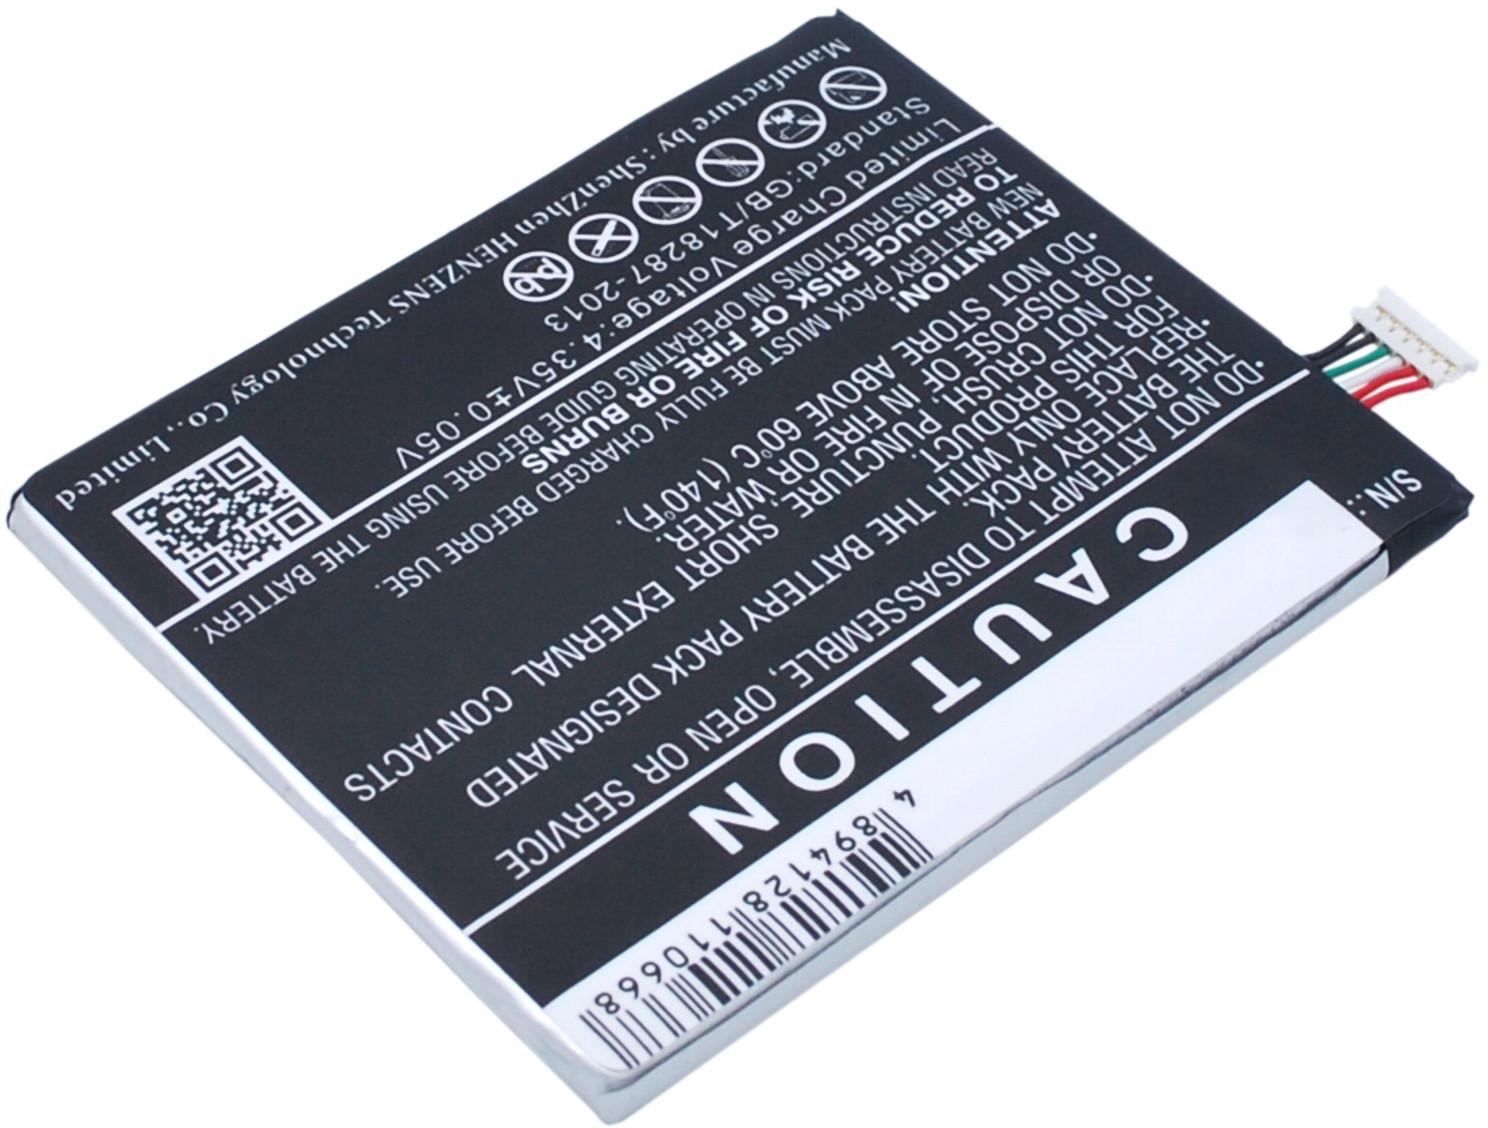 CAUTION
•DO NOT ATTEMPT TO DISASSEMBLE, OPEN OR SERVICE
THE BATTERY PACK.
•REPLACE ONLY WITH THE BATTERY PACK DESIGNATED
FOR THIS PRODUCT.
•DO NOT CRUSH, PUNCTURE, SHORT EXTERNAL CONTACTS
OR DISPOSE OF IN FIRE OR WATER.
•DO NOT STORE ABOVE 60°C (140°F).
ATTENTION!
NEW BATTERY PACK MUST BE FULLY CHARGED BEFORE USE.
TO REDUCE RISK OF FIRE OR BURNS
READ INSTRUCTIONS IN OPERATING GUIDE BEFORE USING THE BATTERY.
Limited Charge Voltage:4.35V±0.05V
Standard:GB/T18287-2013
Pb
Manufacture by : ShenZhen HENZENS Technology Co., Limited
S/N.:
4 894128 110668